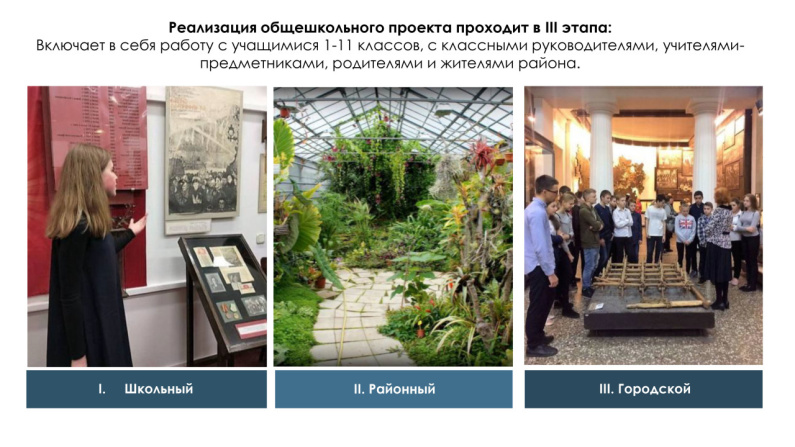 Реализация общешкольного проекта проходит в III этапа:
Включает в себя работу с учащимися 1-11 классов, с классными руководителями, учителями-
предметниками, родителями и жителями района.
I. Школьный
II. Районный
III. Городской